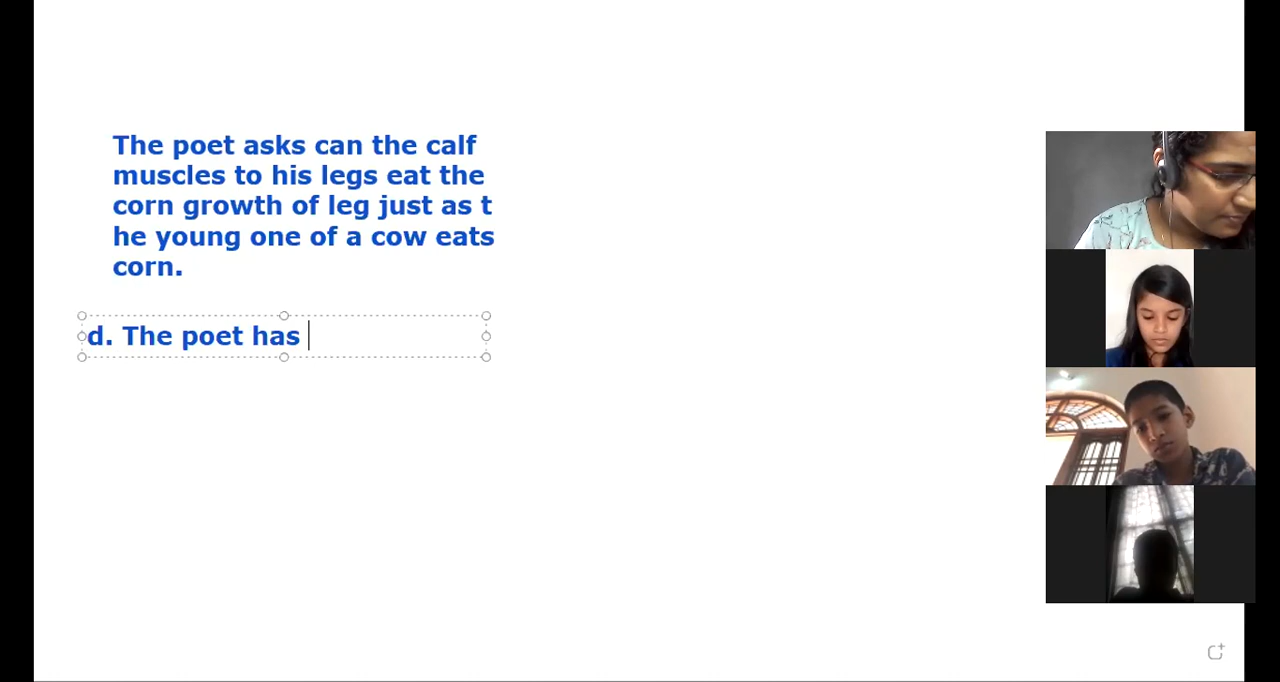 The poet asks can the calf
muscles to his legs eat the
corn growth of leg just as t
he young one of a cow eats
corn.
d. The poet has